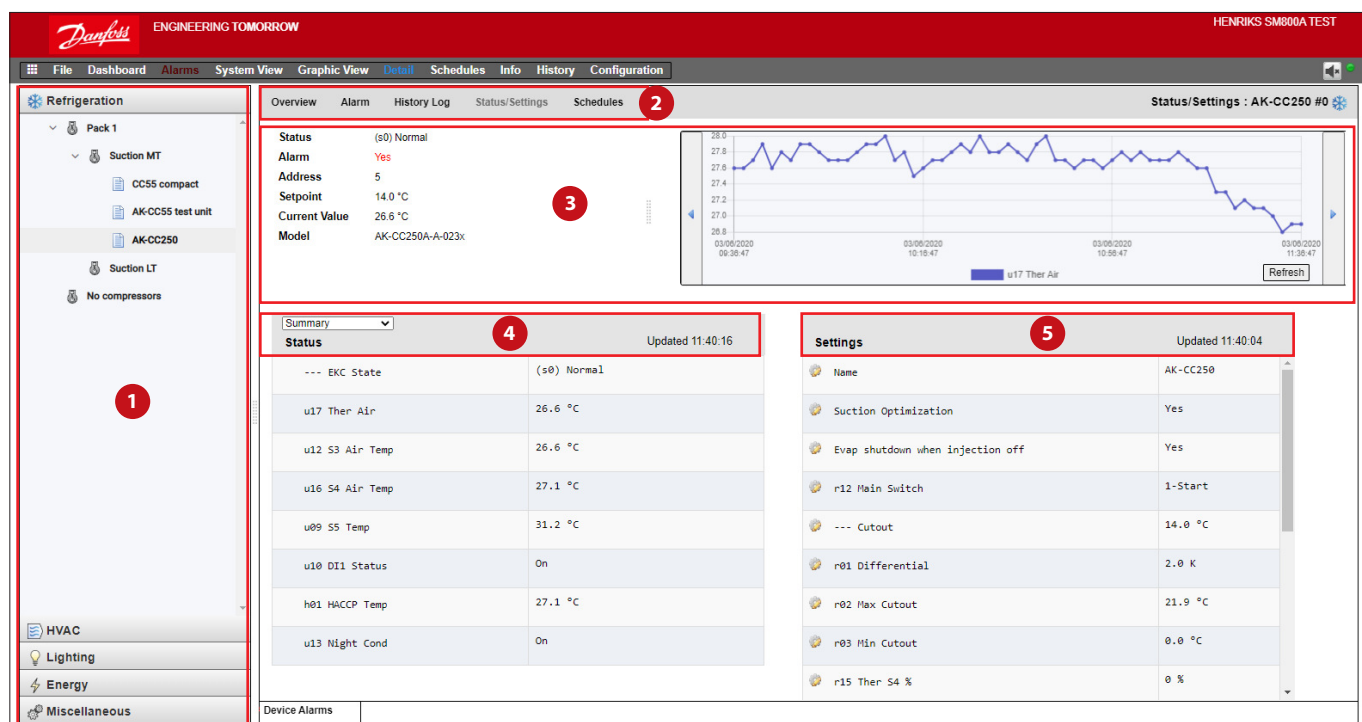 Danfoss
ENGINEERING TOMORROW
HENRIKS SM800A TEST
File Dashboard Alarms System View Graphic View Detail Schedules Info History Configuration
Refrigeration
Pack 1
Suction MT
CC55 compact
AK-CC55 test unit
AK-CC250
Suction LT
No compressors
1
HVAC
Lighting
Energy
Miscellaneous
Overview Alarm History Log Status/Settings Schedules 2
Status/Settings : AK-CC250 #0
Status (s0) Normal
Alarm Yes
Address 5
Setpoint 14.0 °C
Current Value 26.6 °C
Model AK-CC250A-A-023x
3
28.0
27.8
27.6
27.4
27.2
27.0
26.8
03/06/2020 03/06/2020 03/06/2020 03/06/2020
09:36:47 10:16:47 10:56:47 11:36:47
u17 Ther Air
Refresh
Summary
Status
4
Updated 11:40:16
--- EKC State (s0) Normal
u17 Ther Air 26.6 °C
u12 S3 Air Temp 26.6 °C
u16 S4 Air Temp 27.1 °C
u09 S5 Temp 31.2 °C
u10 DI1 Status On
h01 HACCP Temp 27.1 °C
u13 Night Cond On
Settings
5
Updated 11:40:04
Name AK-CC250
Suction Optimization Yes
Evap shutdown when injection off Yes
r12 Main Switch 1-Start
--- Cutout 14.0 °C
r01 Differential 2.0 K
r02 Max Cutout 21.9 °C
r03 Min Cutout 0.0 °C
r15 Ther S4 % 0 %
Device Alarms